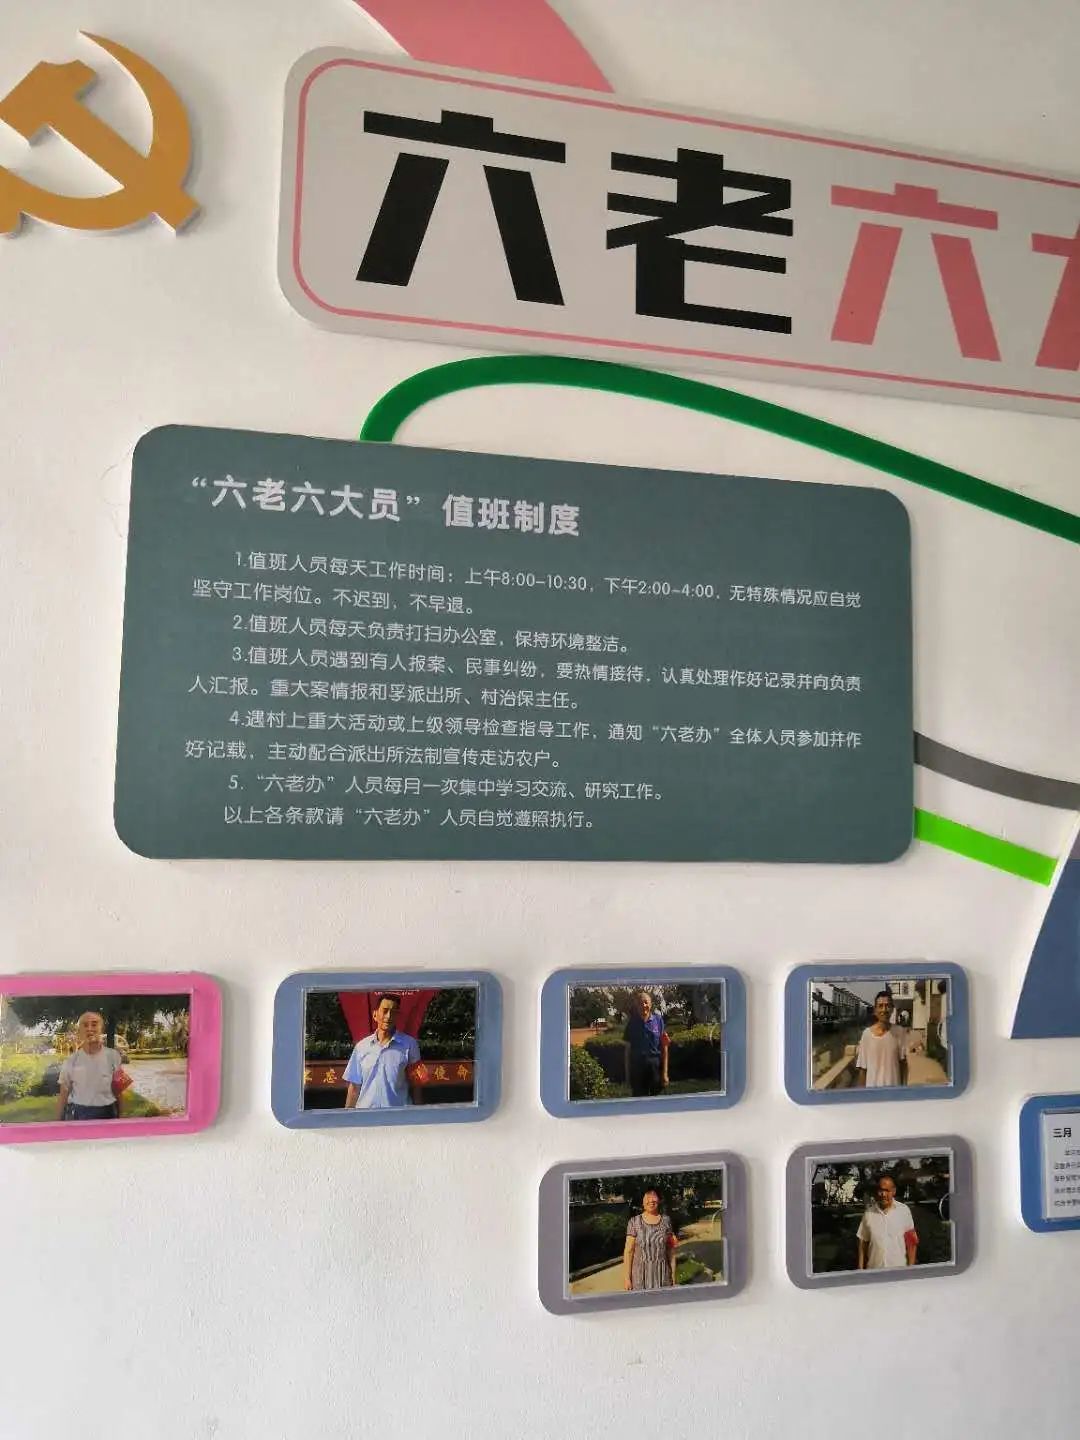 六老六
“六老六大员”值班制度
1.值班人员每天工作时间：上午8:00-10:30，下午2:00-4:00，无特殊情况应自觉
坚守工作岗位。不迟到，不早退。
2.值班人员每天负责打扫办公室，保持环境整洁。
3.值班人员遇到有人报案、民事纠纷，要热情接待，认真处理作好记录并向负责
人汇报。重大案情报和孚派出所、村治保主任。
4.遇村上重大活动或上级领导检查指导工作，通知“六老办”全体人员参加并作
好记载，主动配合派出所法制宣传走访农户。
5.“六老办”人员每月一次集中学习交流、研究工作。
以上各条款请“六老办”人员自觉遵照执行。
使命
三月